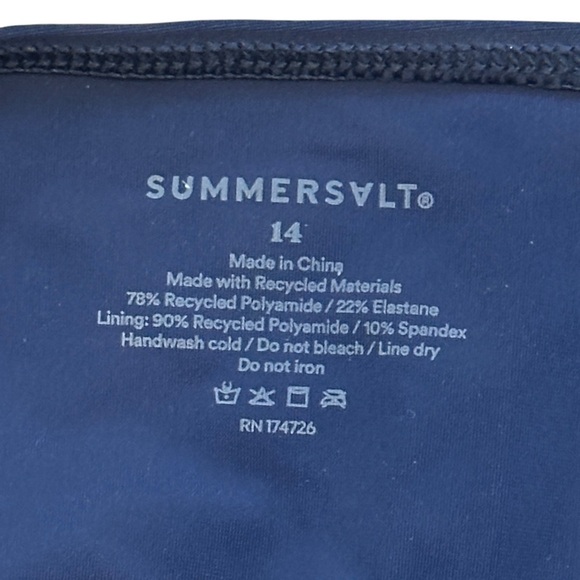 SUMMERSALT®
14
Made in China
Made with Recycled Materials
78% Recycled Polyamide / 22% Elastane
Lining: 90% Recycled Polyamide / 10% Spandex
Handwash cold / Do not bleach / Line dry
Do not iron
RN 174726